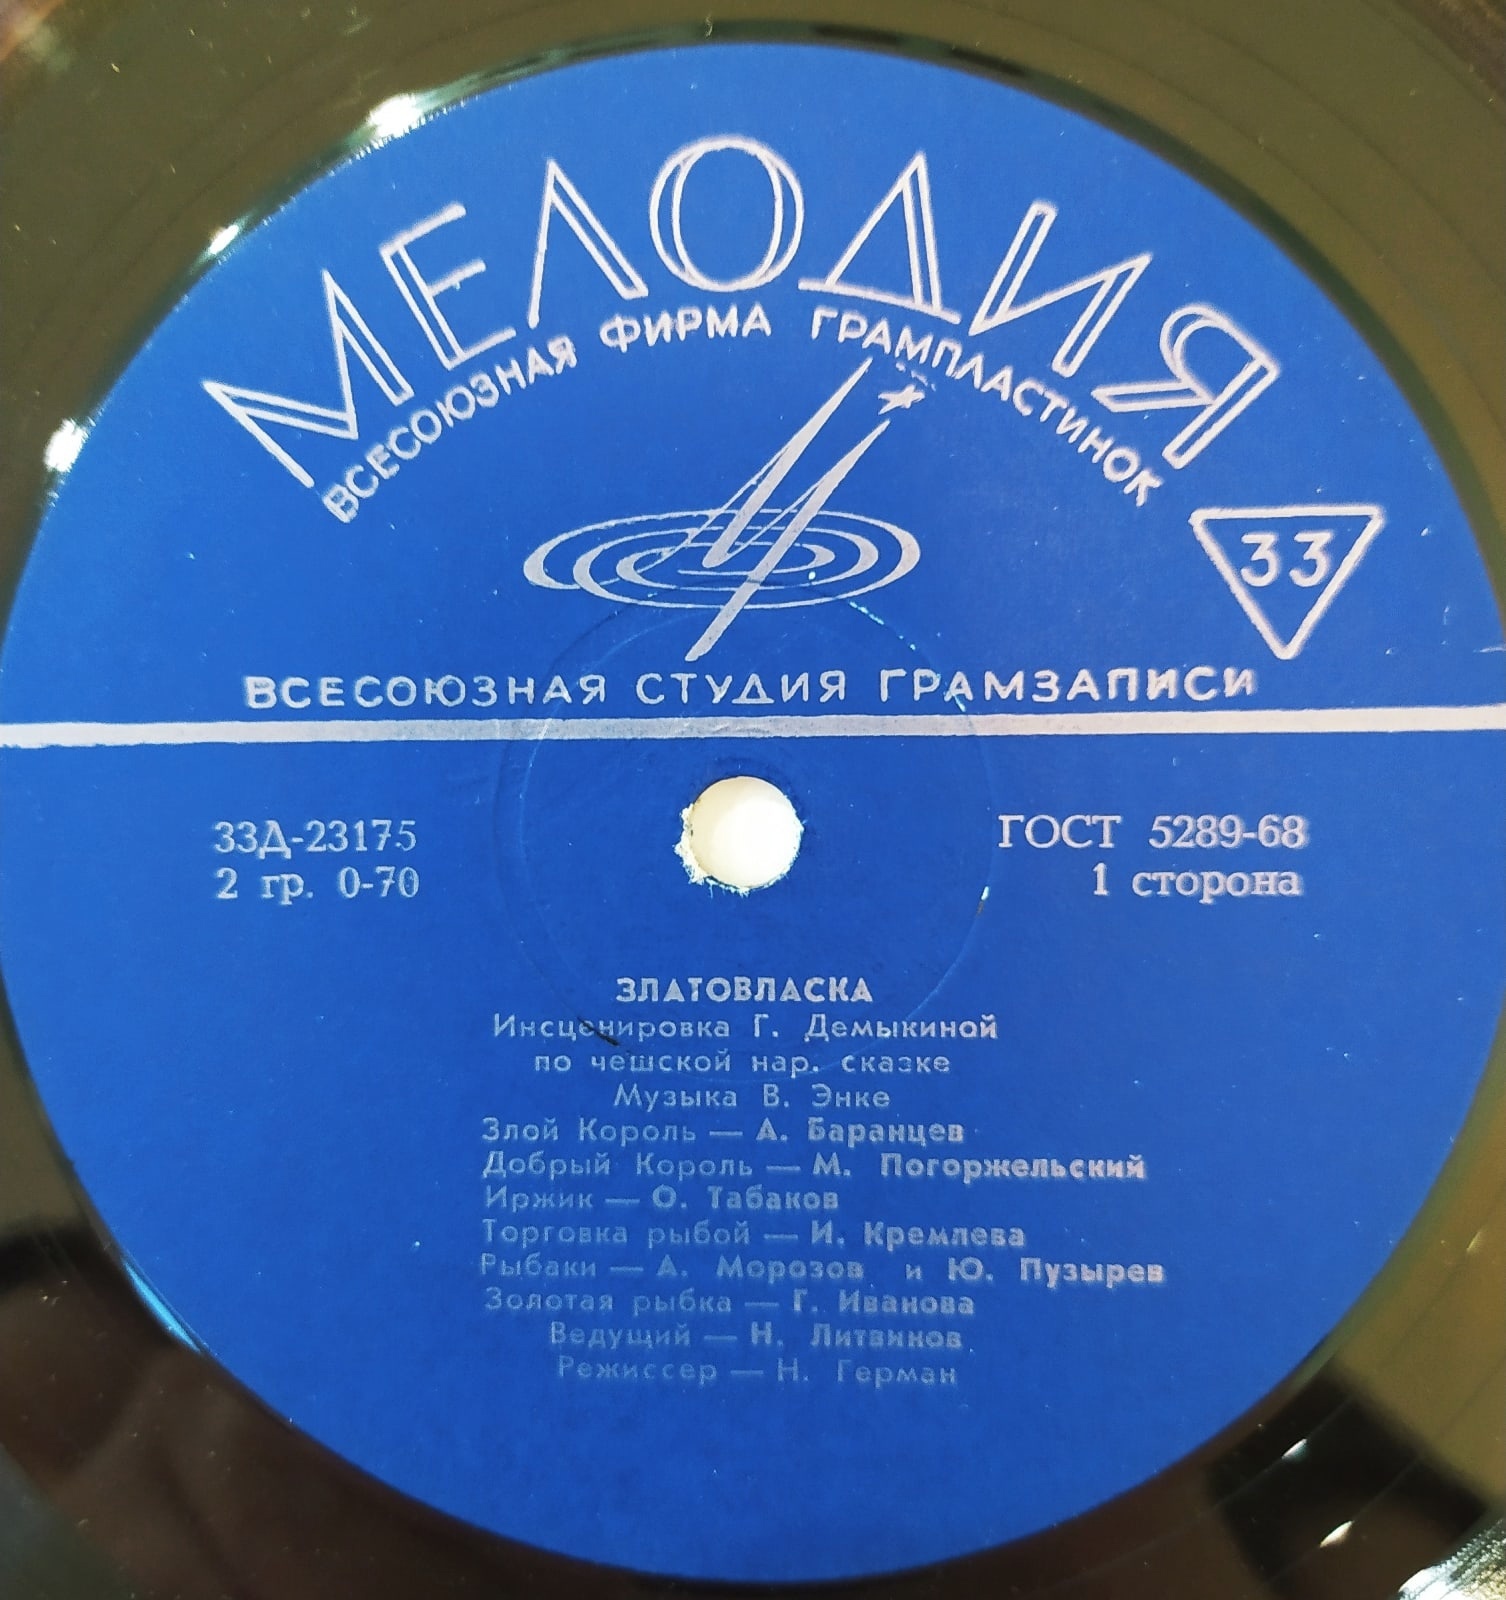 МЕЛОДИЯ
ВСЕСОЮЗНАЯ ФИРМА ГРАМПЛАСТИНОК
33
ВСЕСОЮЗНАЯ СТУДИЯ ГРАМЗАПИСИ
33Д-23175
2 гр. 0-70
ГОСТ 5289-68
1 сторона
ЗЛАТОВЛАСКА
Инсценировка Г. Демыкиной
по чешской нар. сказке
Музыка В. Энке
Злой Король — А. Баранцев
Добрый Король — М. Погоржельский
Иржик — О. Табаков
Торговка рыбой — И. Кремлева
Рыбаки — А. Морозов и Ю. Пузырев
Золотая рыбка — Г. Иванова
Ведущий — Н. Литвинов
Режиссер — Н. Герман